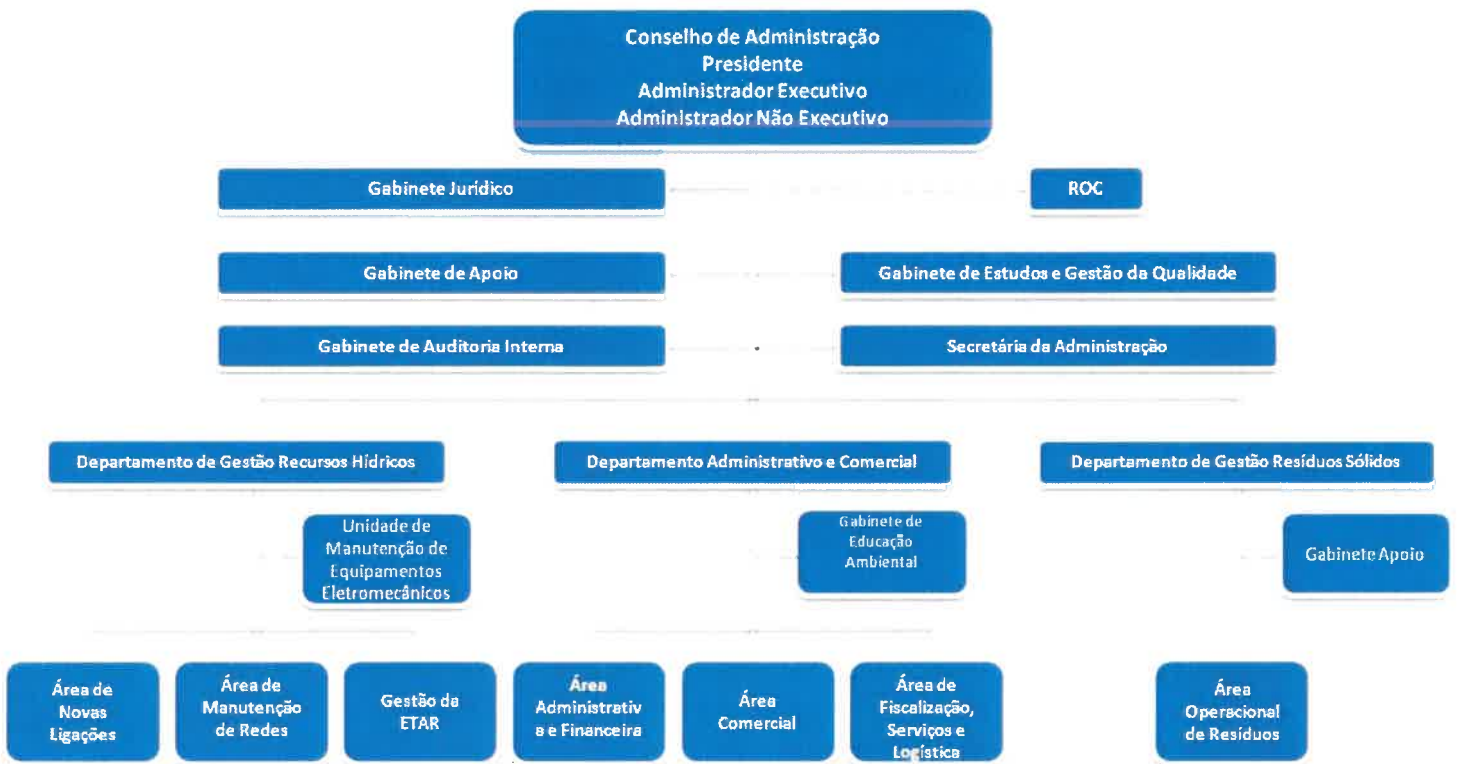 Conselho de Administração
Presidente
Administrador Executivo
Administrador Não Executivo
Gabinete Jurídico
ROC
Gabinete de Apoio
Gabinete de Estudos e Gestão da Qualidade
Gabinete de Auditoria Interna
Secretária da Administração
Departamento de Gestão Recursos Hídricos
Departamento Administrativo e Comercial
Departamento de Gestão Resíduos Sólidos
Unidade de
Manutenção de
Equipamentos
Eletromecânicos
Gabinete de
Educação
Ambiental
Gabinete Apoio
Área de
Novas
Ligações
Área de
Manutenção
de Redes
Gestão da
ETAR
Área
Administrativ
a e Financeira
Área
Comercial
Área de
Fiscalização,
Serviços e
Logística
Área
Operacional
de Resíduos